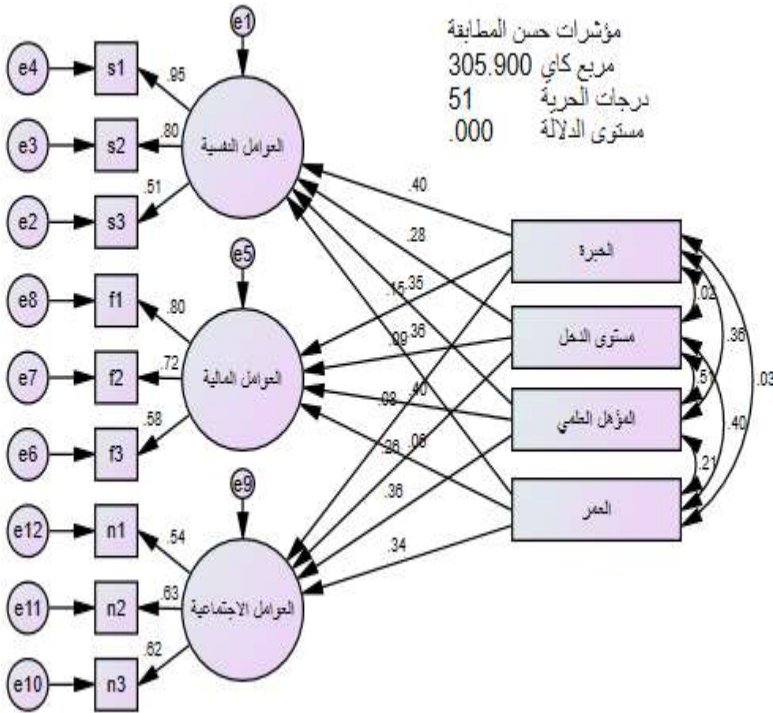 مؤشرات حسن المطابقة
مربع كاي 305.900
درجات الحرية 51
مستوى الدلالة .000
e1
e4
s1
.95
e3
s2
.80
العوامل النفسية
e2
s3
.51
.40
.28
الخبرة
e5
.15
.35
.02
e8
f1
.80
.09
.36
مستوى الدخل
.36
e7
f2
.72
العوامل المالية
.03
.08
.40
.51
.40
المؤهل العلمي
e6
f3
.58
.26
.06
.21
e9
.36
العمر
e12
n1
.54
.34
e11
n2
.63
العوامل الاجتماعية
e10
n3
.62